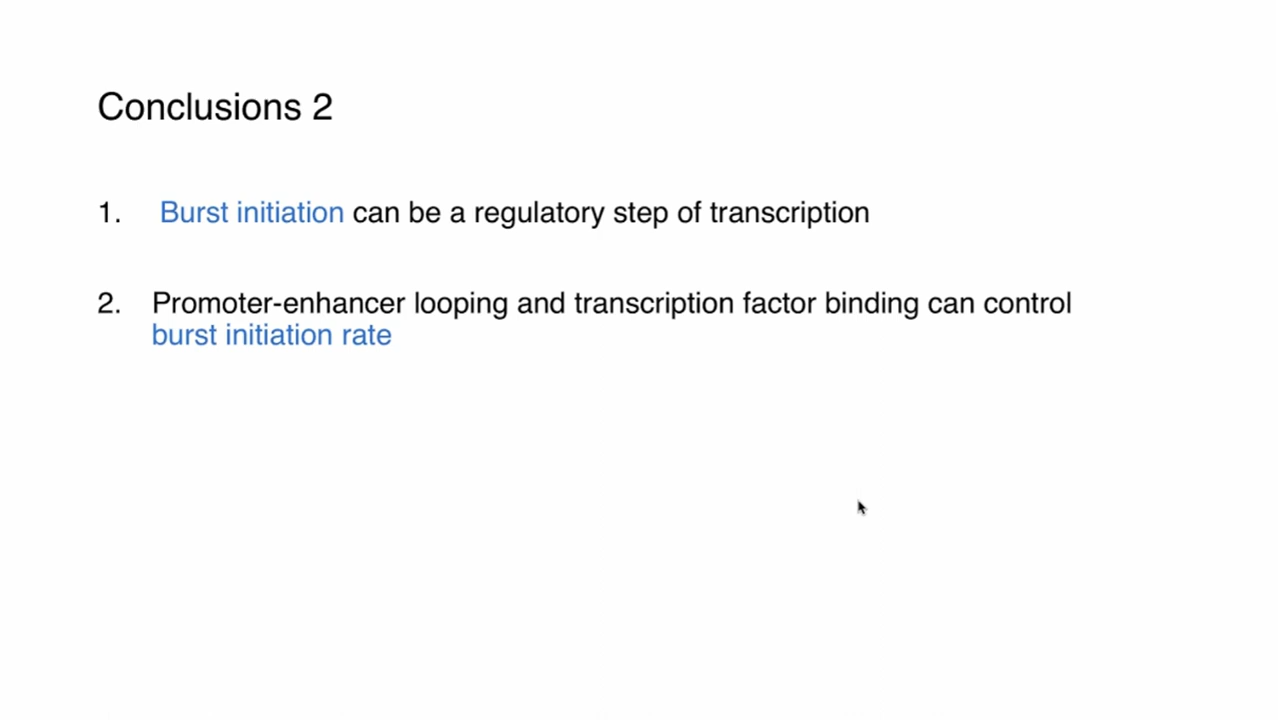 Conclusions 2
1. Burst initiation can be a regulatory step of transcription
2. Promoter-enhancer looping and transcription factor binding can control
burst initiation rate